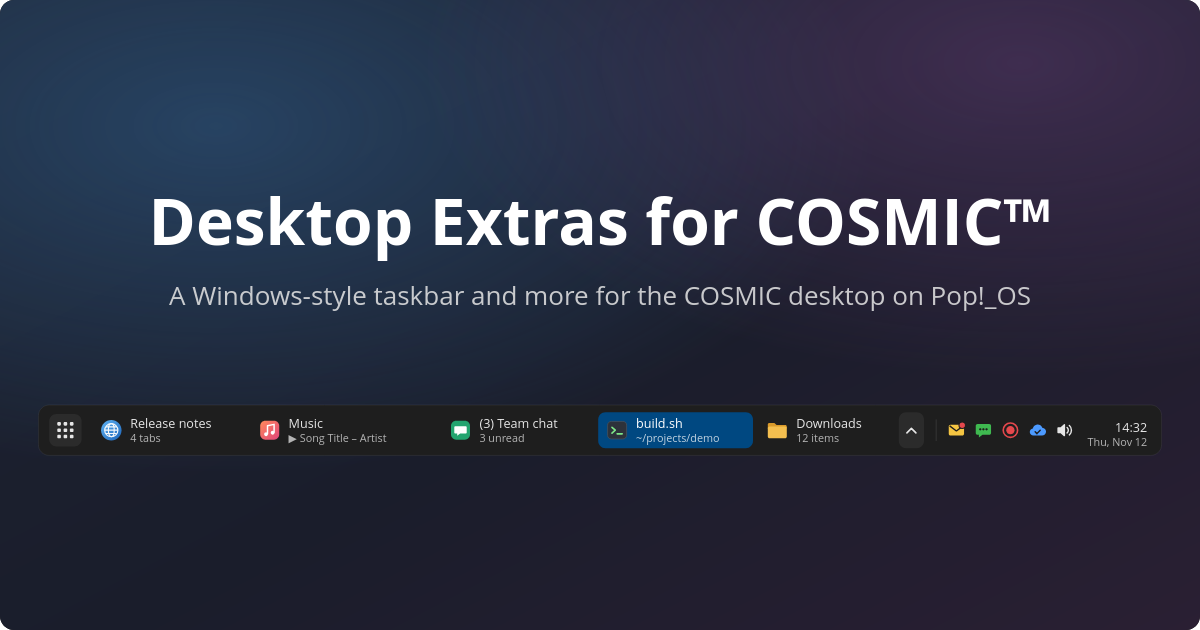 Desktop Extras for COSMIC™
A Windows-style taskbar and more for the COSMIC desktop on Pop!_OS
Release notes
4 tabs
Music
▶ Song Title – Artist
(3) Team chat
3 unread
build.sh
~/projects/demo
Downloads
12 items
14:32
Thu, Nov 12